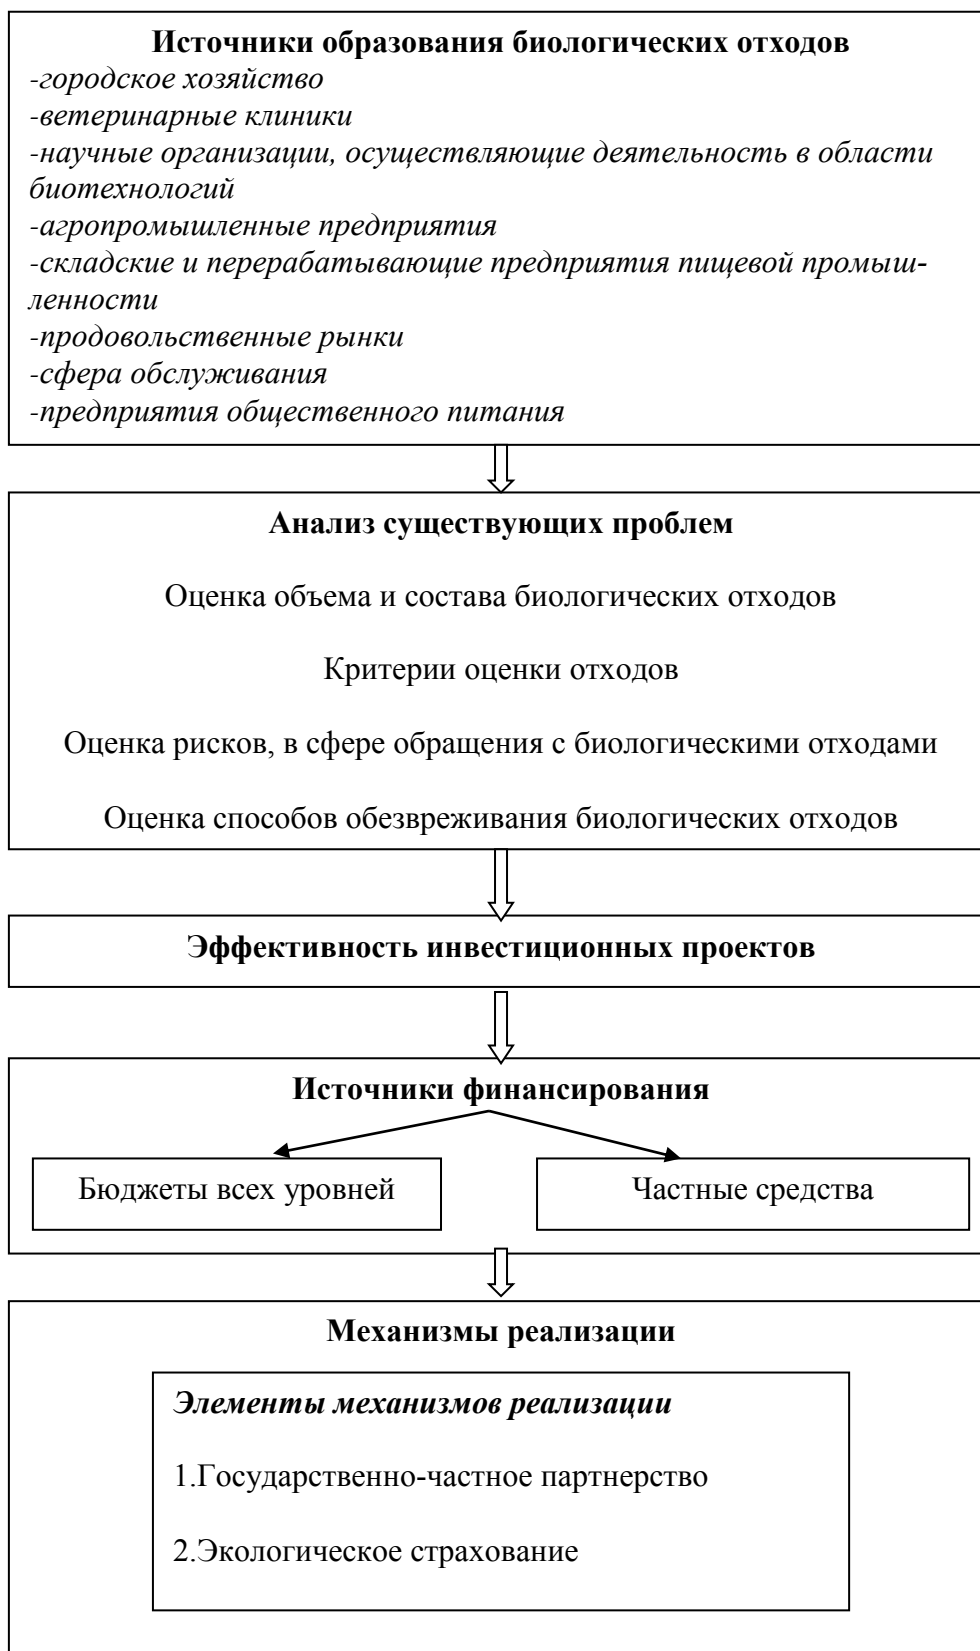 Источники образования биологических отходов
-городское хозяйство
-ветеринарные клиники
-научные организации, осуществляющие деятельность в области
биотехнологий
-агропромышленные предприятия
-складские и перерабатывающие предприятия пищевой промыш-
ленности
-продовольственные рынки
-сфера обслуживания
-предприятия общественного питания
Анализ существующих проблем
Оценка объема и состава биологических отходов
Критерии оценки отходов
Оценка рисков, в сфере обращения с биологическими отходами
Оценка способов обезвреживания биологических отходов
Эффективность инвестиционных проектов
Источники финансирования
Бюджеты всех уровней
Частные средства
Механизмы реализации
Элементы механизмов реализации
1.Государственно-частное партнерство
2.Экологическое страхование